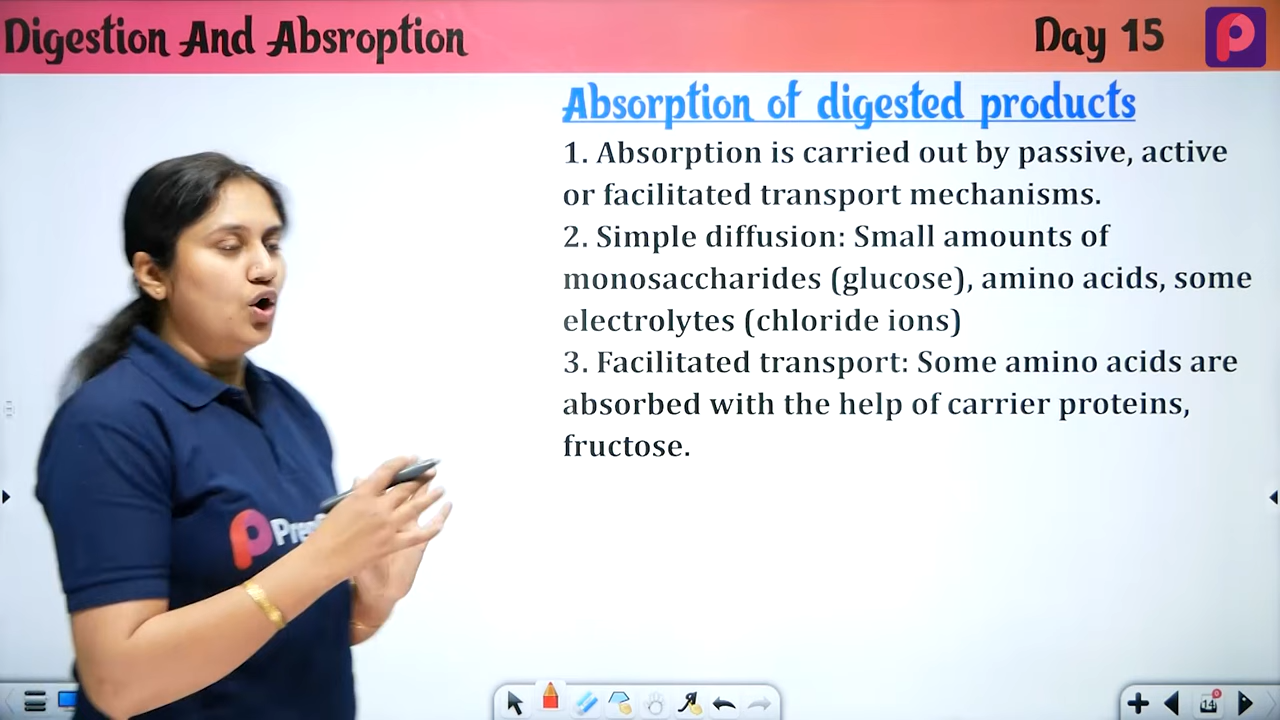 Digestion And Absroption
Day 15
Absorption of digested products
1. Absorption is carried out by passive, active
or facilitated transport mechanisms.
2. Simple diffusion: Small amounts of
monosaccharides (glucose), amino acids, some
electrolytes (chloride ions)
3. Facilitated transport: Some amino acids are
absorbed with the help of carrier proteins,
fructose.
14